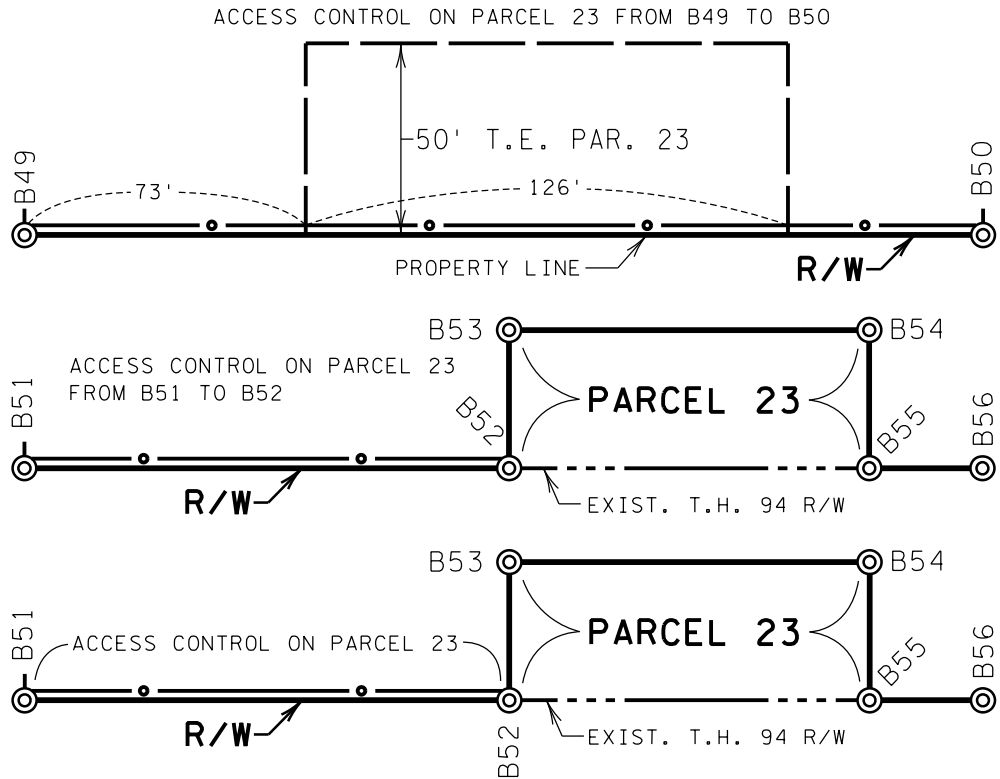 ACCESS CONTROL ON PARCEL 23 FROM B49 TO B50
50' T.E. PAR. 23
B49
B50
73'
126'
PROPERTY LINE
R/W
B53
B54
ACCESS CONTROL ON PARCEL 23
FROM B51 TO B52
B51
B52
PARCEL 23
B55
B56
R/W
EXIST. T.H. 94 R/W
B53
B54
B51
ACCESS CONTROL ON PARCEL 23
PARCEL 23
B55
B56
R/W
B52
EXIST. T.H. 94 R/W